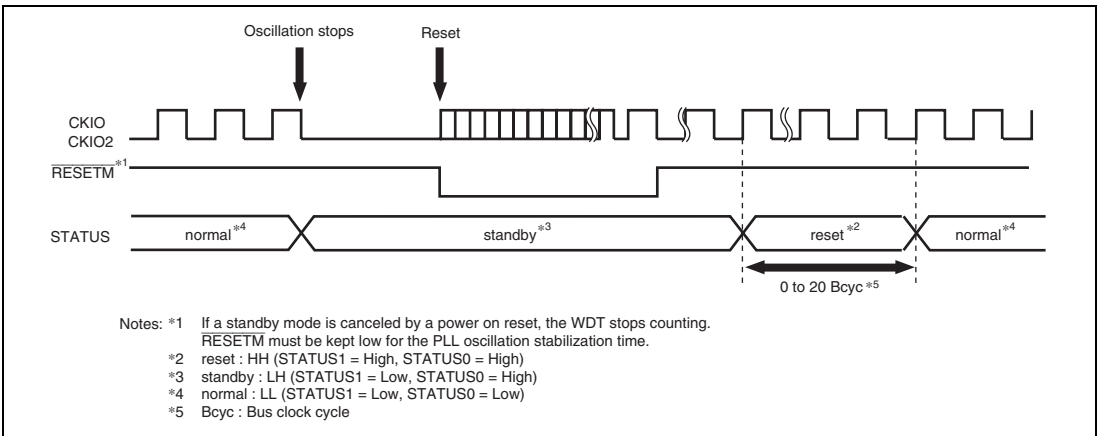 Oscillation stops Reset
CKIO
CKIO2
RESETM*1
STATUS normal*4 standby*3 reset*2 normal*4
0 to 20 Bcyc*5
Notes: *1 If a standby mode is canceled by a power on reset, the WDT stops counting.
RESETM must be kept low for the PLL oscillation stabilization time.
*2 reset : HH (STATUS1 = High, STATUS0 = High)
*3 standby : LH (STATUS1 = Low, STATUS0 = High)
*4 normal : LL (STATUS1 = Low, STATUS0 = Low)
*5 Bcyc : Bus clock cycle